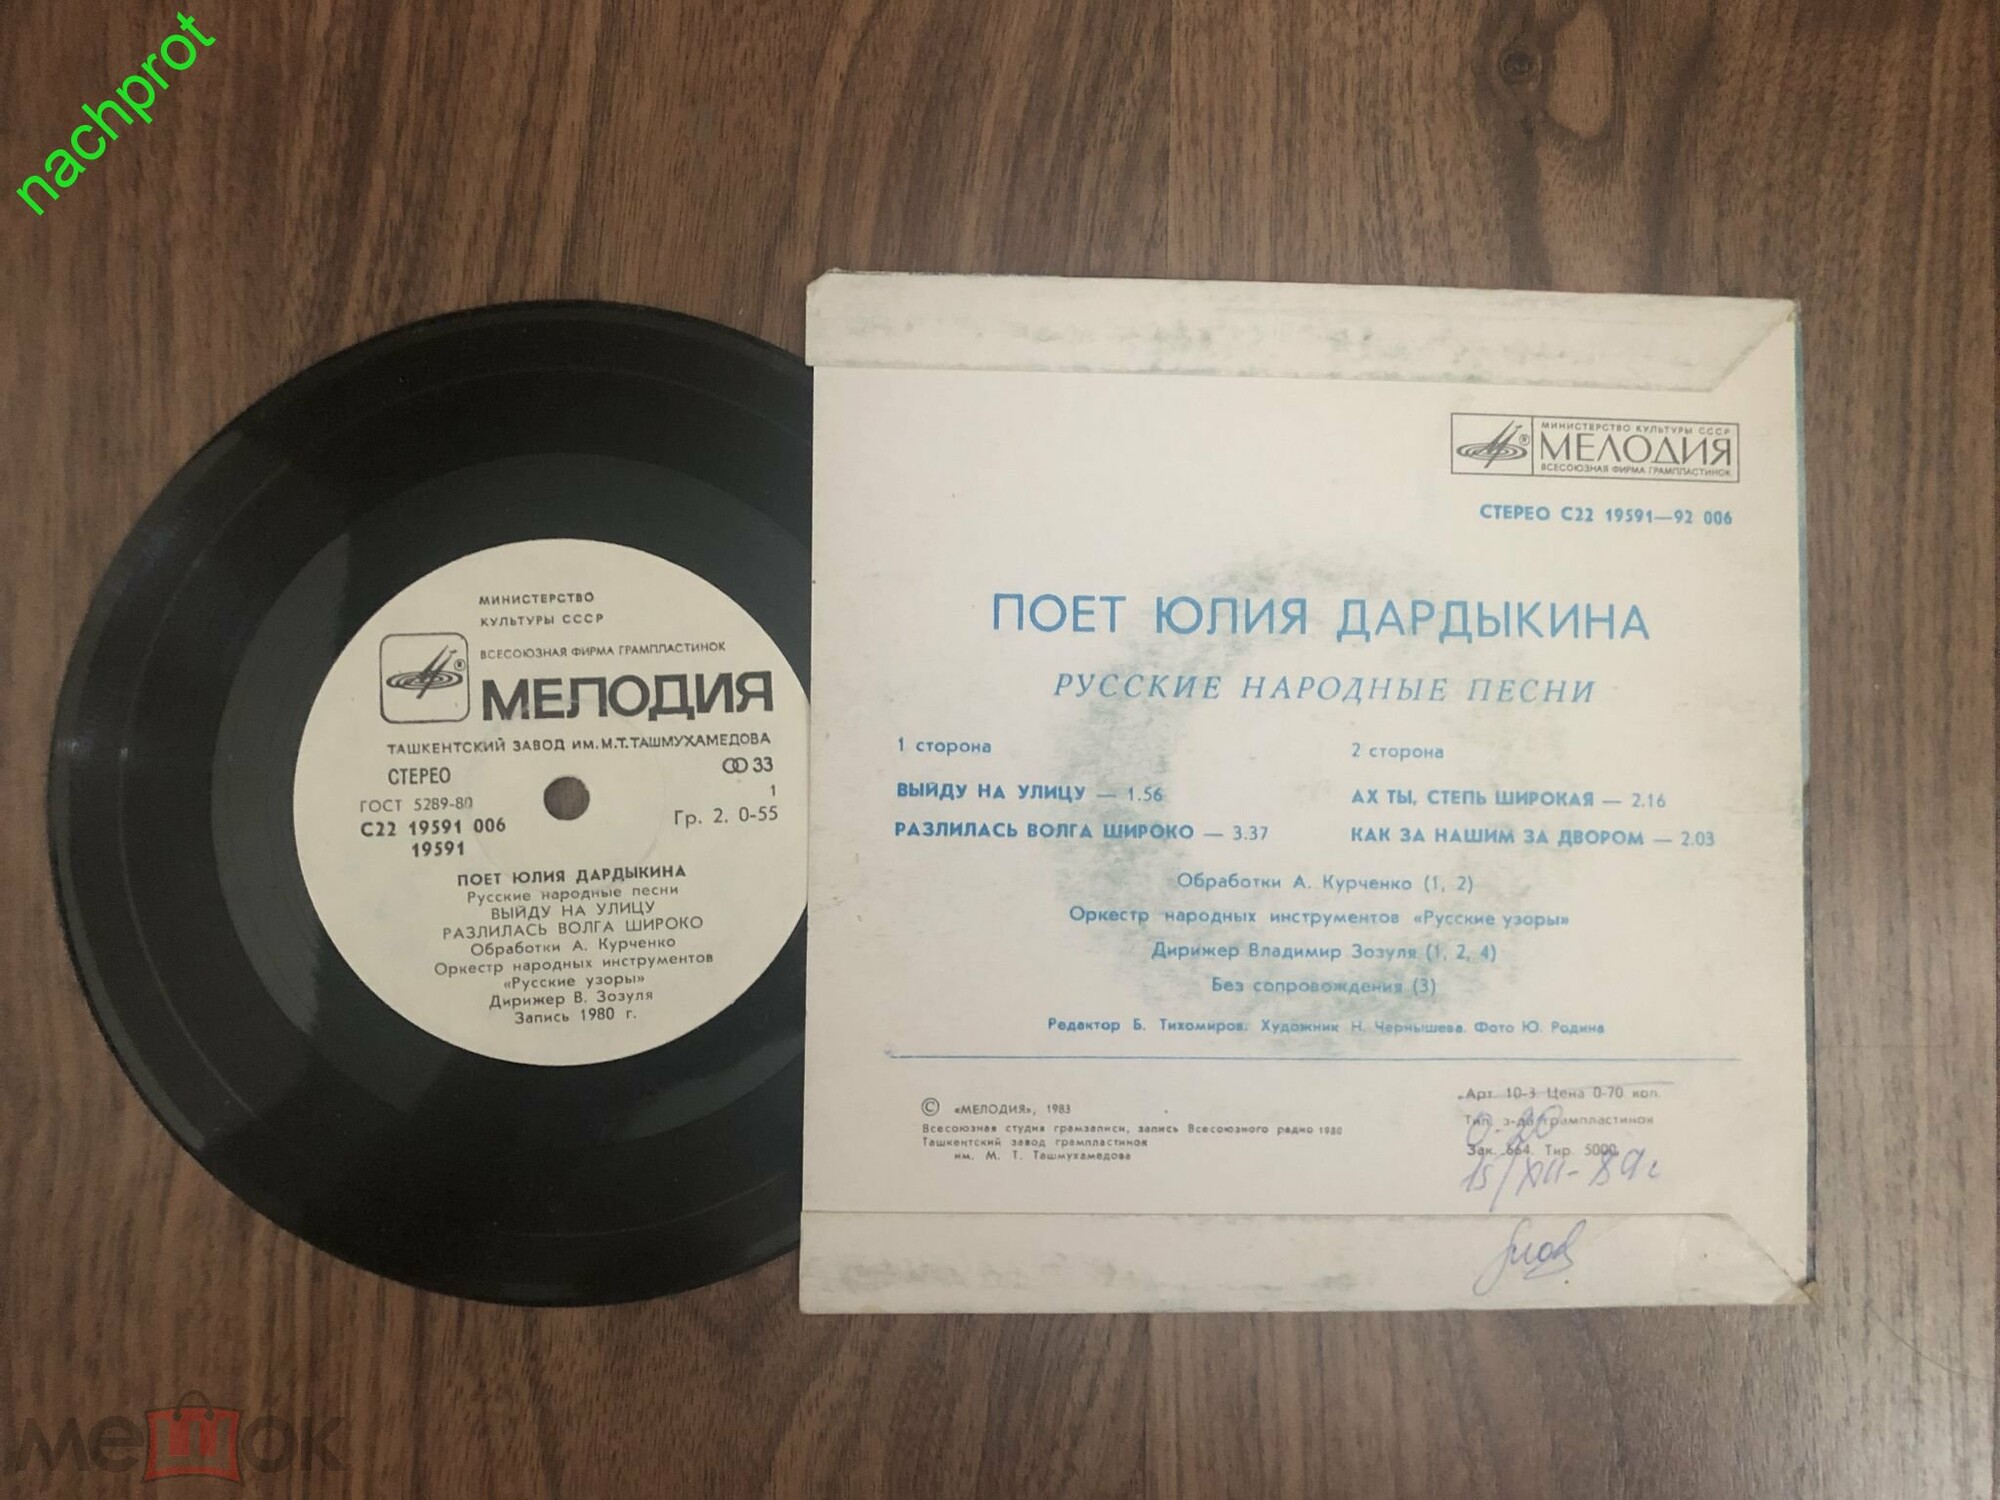 nachprot
МИНИСТЕРСТВО
КУЛЬТУРЫ СССР
ВСЕСОЮЗНАЯ ФИРМА ГРАМПЛАСТИНОК
МЕЛОДИЯ
ТАШКЕНТСКИЙ ЗАВОД ИМ. М.Т.ТАШМУХАМЕДОВА
СТЕРЕО
33
ГОСТ 5289-80
1
С22 19591 006
Гр. 2. 0-55
19591
ПОЕТ ЮЛИЯ ДАРДЫКИНА
Русские народные песни
ВЫЙДУ НА УЛИЦУ
РАЗЛИЛАСЬ ВОЛГА ШИРОКО
Обработки А. Курченко
Оркестр народных инструментов
«Русские узоры»
Дирижер В. Зозуля
Запись 1980 г.
МИНИСТЕРСТВО КУЛЬТУРЫ СССР
МЕЛОДИЯ
ВСЕСОЮЗНАЯ ФИРМА ГРАМПЛАСТИНОК
СТЕРЕО С22 19591—92 006
ПОЕТ ЮЛИЯ ДАРДЫКИНА
РУССКИЕ НАРОДНЫЕ ПЕСНИ
1 сторона
ВЫЙДУ НА УЛИЦУ — 1.56
РАЗЛИЛАСЬ ВОЛГА ШИРОКО — 3.37
2 сторона
АХ ТЫ, СТЕПЬ ШИРОКАЯ — 2.16
КАК ЗА НАШИМ ЗА ДВОРОМ — 2.03
Обработки А. Курченко (1, 2)
Оркестр народных инструментов «Русские узоры»
Дирижер Владимир Зозуля (1, 2, 4)
Без сопровождения (3)
Редактор Б. Тихомиров. Художник Н. Чернышева. Фото Ю. Родина
© «МЕЛОДИЯ», 1983
Всесоюзная студия грамзаписи, запись Всесоюзного радио 1980
Ташкентский завод грампластинок
им. М. Т. Ташмухамедова
Арт. 10-3 Цена 0-70 коп.
Тип. з-да грампластинок
0-20
Зак. 664. Тир. 5000
15/XII-89г
мешок